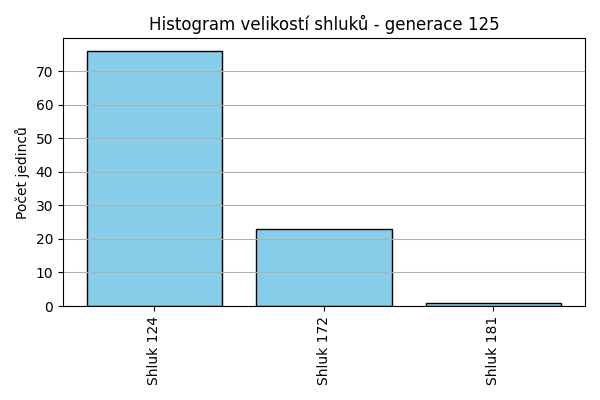 Histogram velikostí shluků - generace 125
Počet jedinců
70
60
50
40
30
20
10
0
Shluk 124
Shluk 172
Shluk 181